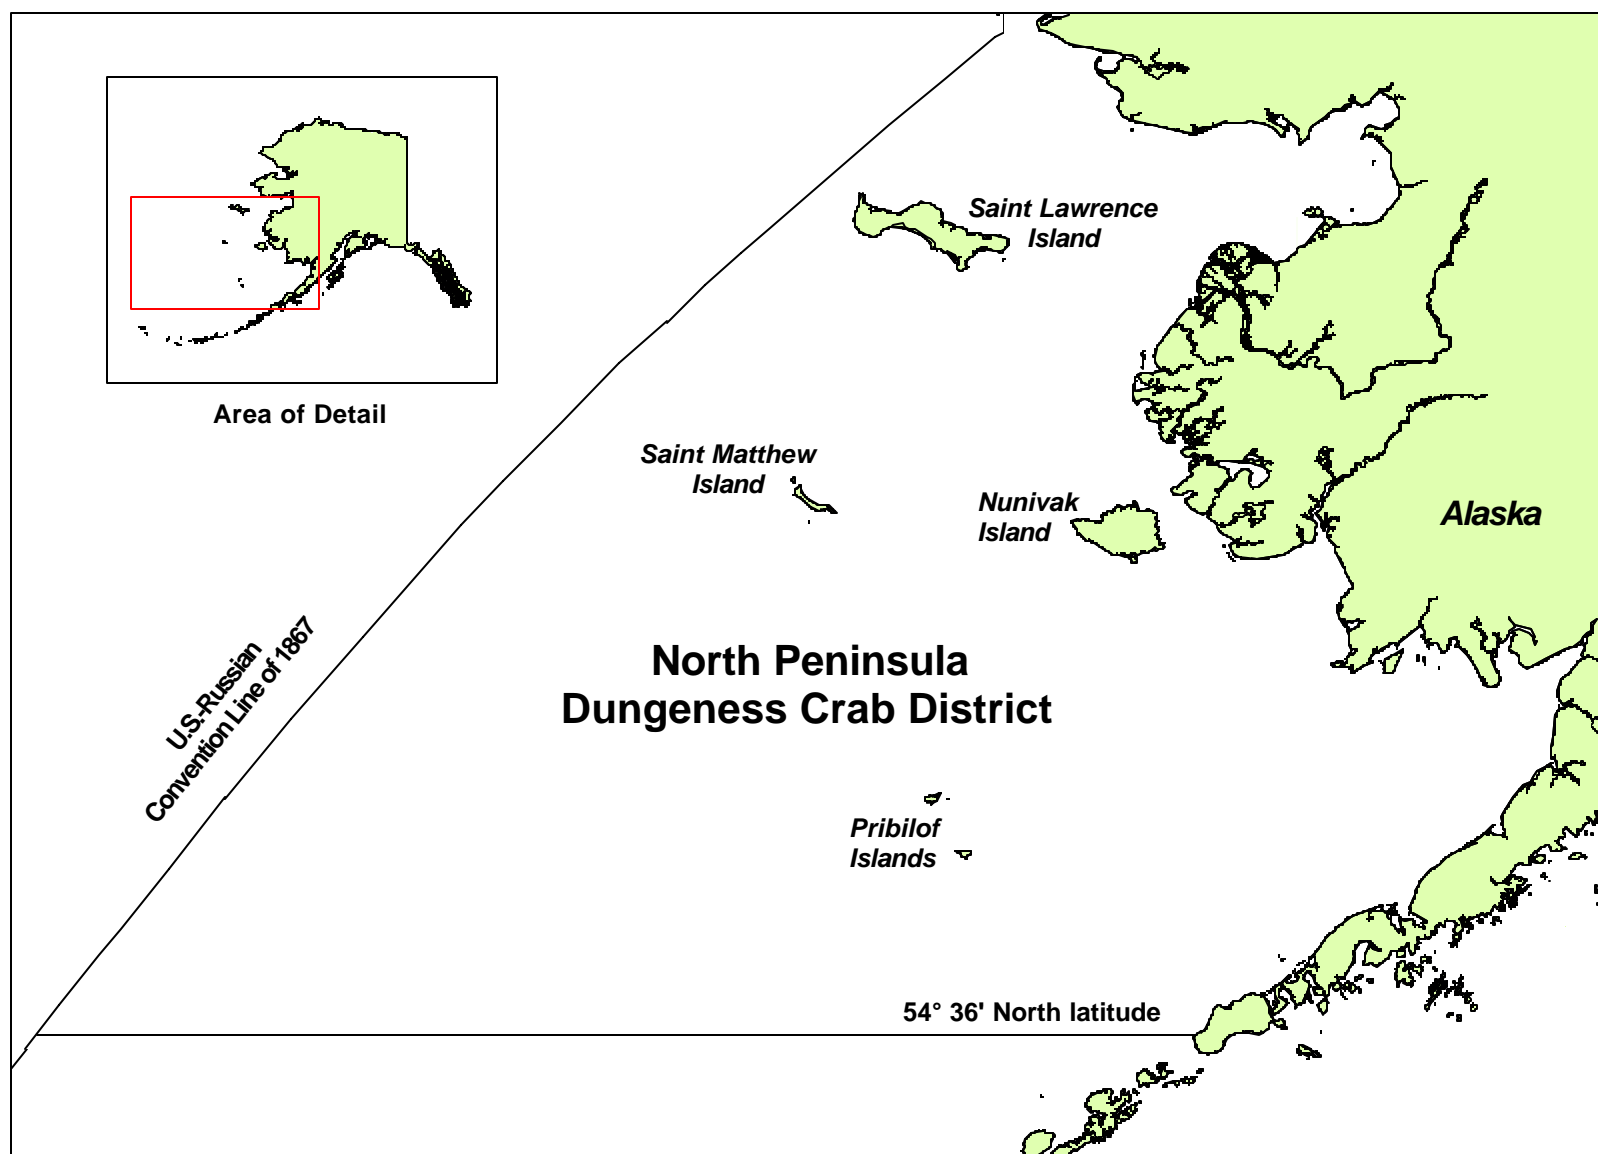 Saint Lawrence
Island
Area of Detail
Saint Matthew
Island
Nunivak
Island
Alaska
U.S.-Russian
Convention Line of 1867
North Peninsula
Dungeness Crab District
Pribilof
Islands
54° 36' North latitude